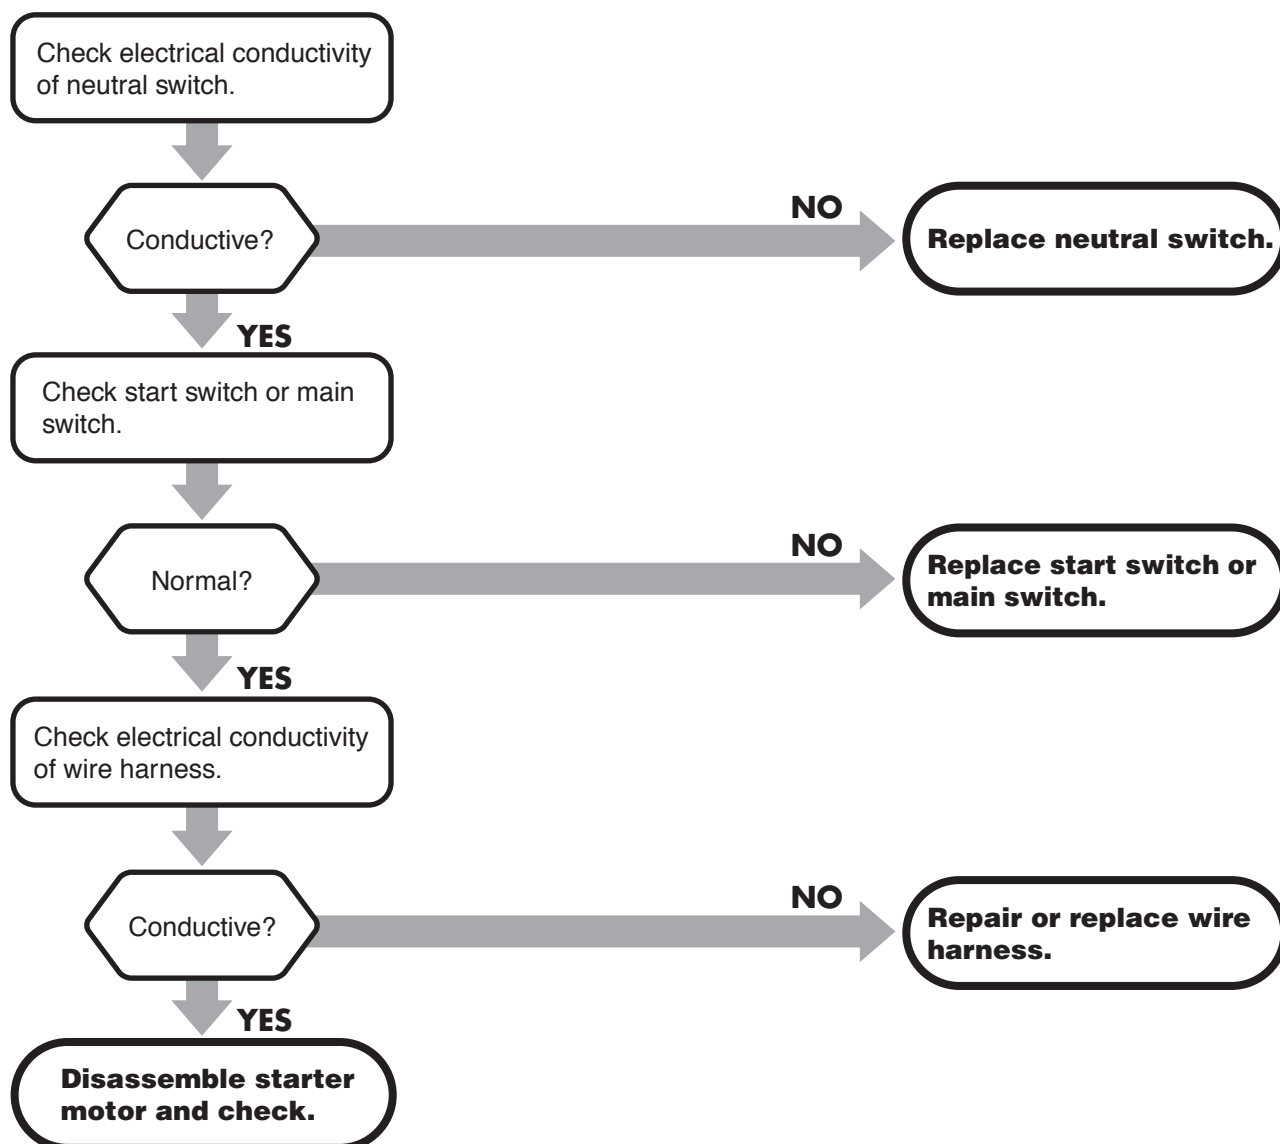 Check electrical conductivity
of neutral switch.
Conductive?
NO
Replace neutral switch.
YES
Check start switch or main
switch.
Normal?
NO
Replace start switch or
main switch.
YES
Check electrical conductivity
of wire harness.
Conductive?
NO
Repair or replace wire
harness.
YES
Disassemble starter
motor and check.